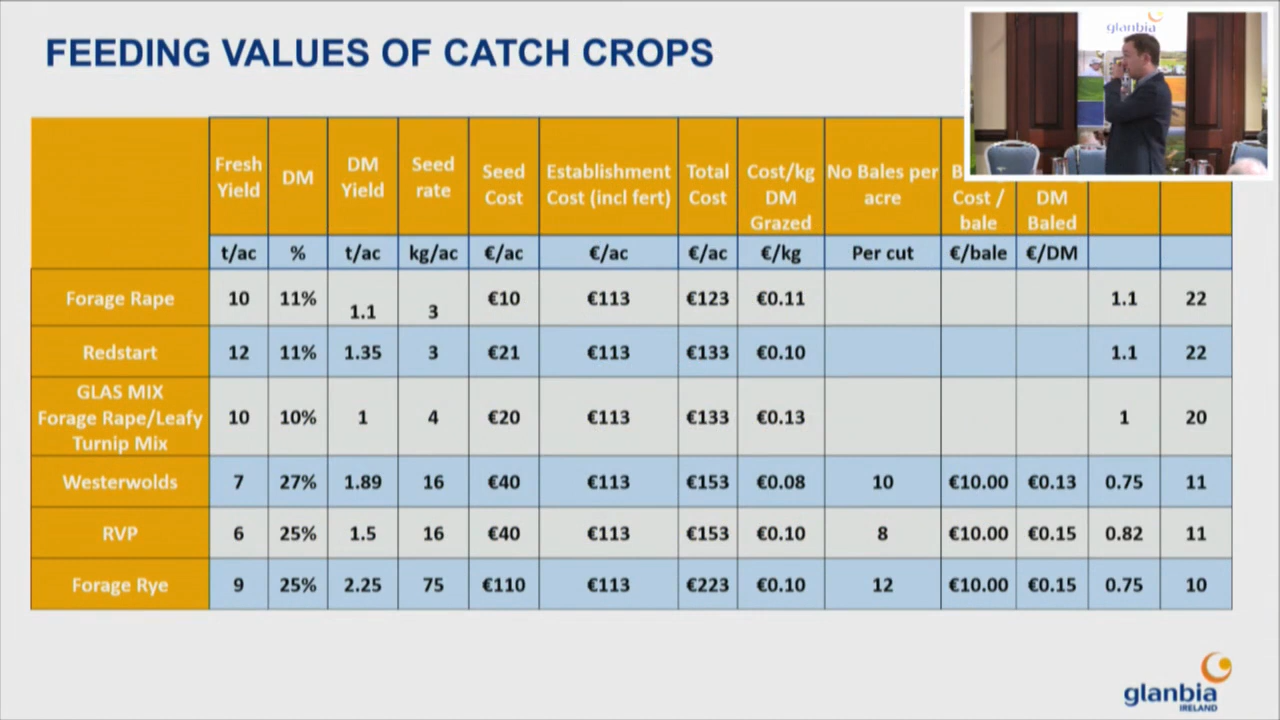 FEEDING VALUES OF CATCH CROPS
glanbia
Fresh Yield DM DM Yield Seed rate Seed Cost Establishment Cost (incl fert) Total Cost Cost/kg DM Grazed No Bales per acre Cost / bale DM Baled
t/ac % t/ac kg/ac €/ac €/ac €/ac €/kg Per cut €/bale €/DM
Forage Rape 10 11% 1.1 3 €10 €113 €123 €0.11 1.1 22
Redstart 12 11% 1.35 3 €21 €113 €133 €0.10 1.1 22
GLAS MIX
Forage Rape/Leafy 10 10% 1 4 €20 €113 €133 €0.13 1 20
Turnip Mix
Westerwolds 7 27% 1.89 16 €40 €113 €153 €0.08 10 €10.00 €0.13 0.75 11
RVP 6 25% 1.5 16 €40 €113 €153 €0.10 8 €10.00 €0.15 0.82 11
Forage Rye 9 25% 2.25 75 €110 €113 €223 €0.10 12 €10.00 €0.15 0.75 10
glanbia
IRELAND